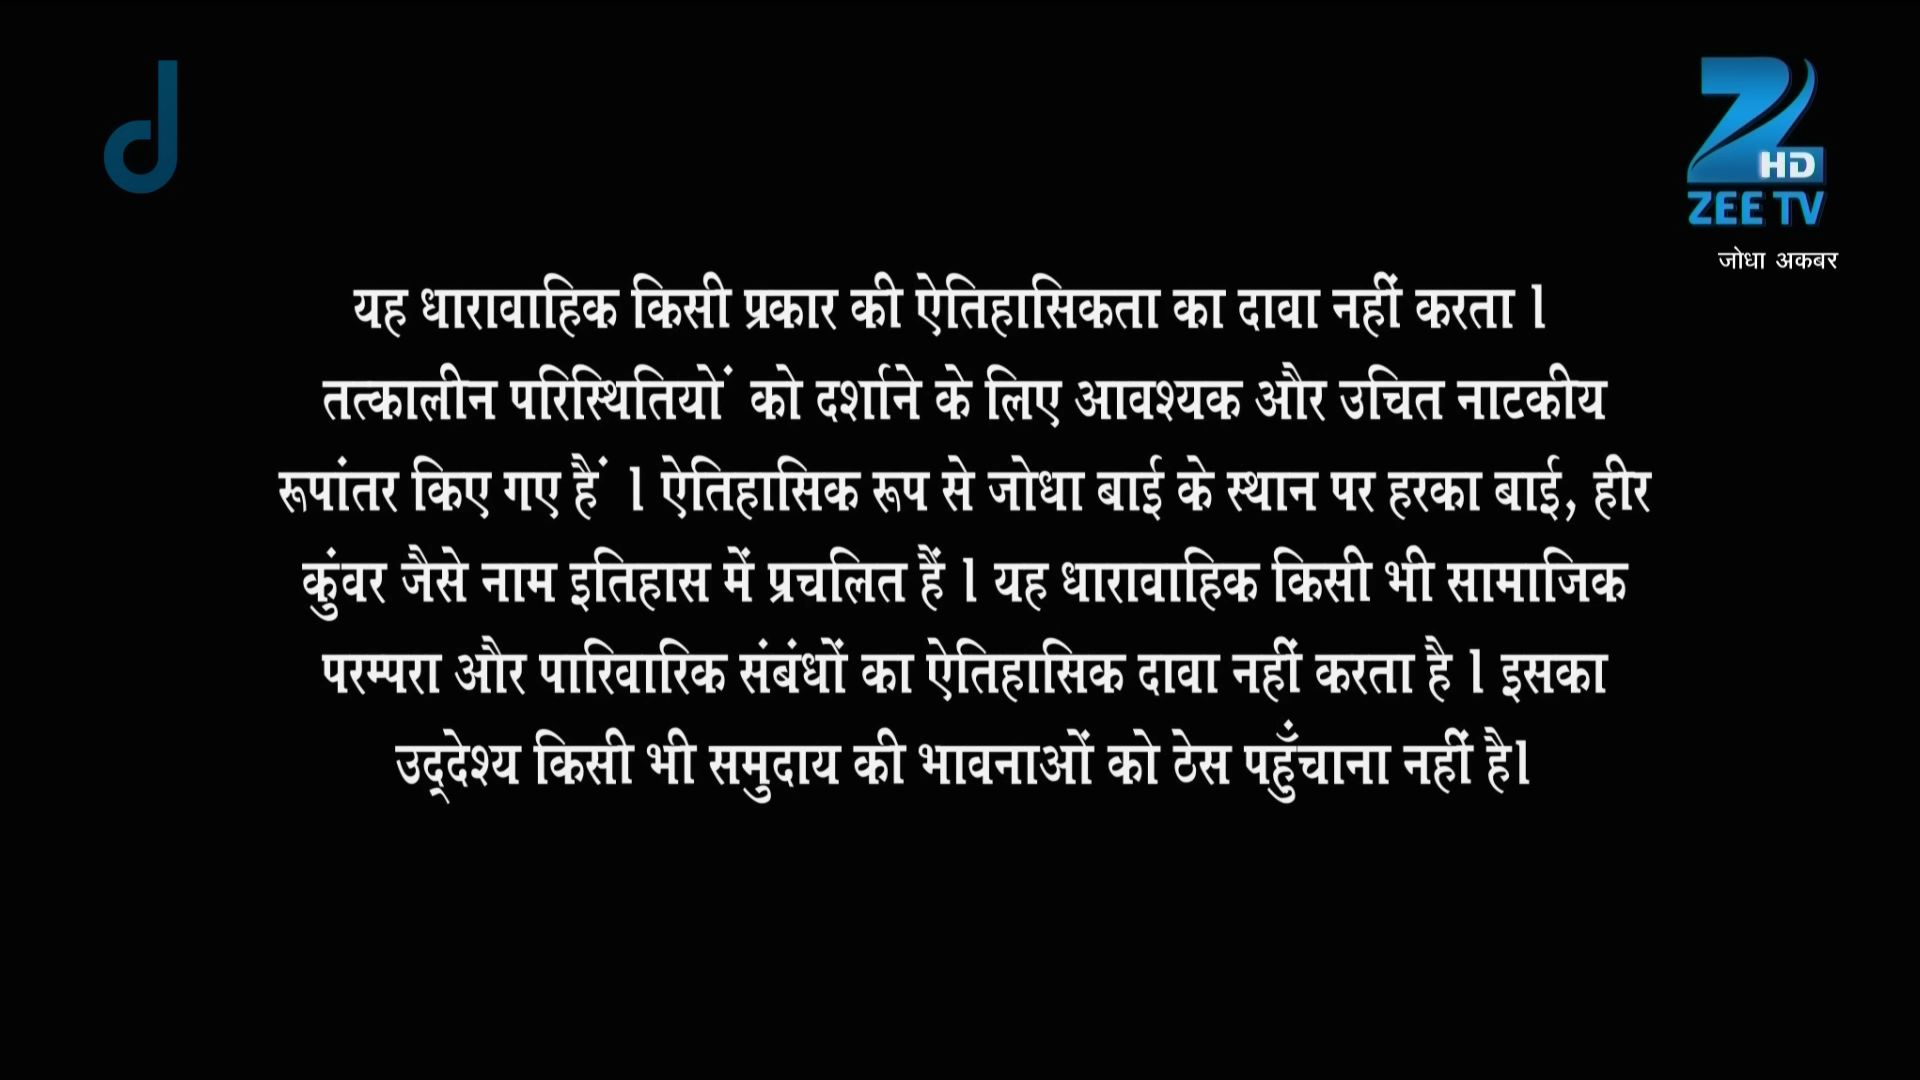 HD
ZEE TV
जोधा अकबर
यह धारावाहिक किसी प्रकार की ऐतिहासिकता का दावा नहीं करता।
तत्कालीन परिस्थितियों को दर्शाने के लिए आवश्यक और उचित नाटकीय
रूपांतर किए गए हैं । ऐतिहासिक रूप से जोधा बाई के स्थान पर हरका बाई, हीर
कुंवर जैसे नाम इतिहास में प्रचलित हैं । यह धारावाहिक किसी भी सामाजिक
परम्परा और पारिवारिक संबंधों का ऐतिहासिक दावा नहीं करता है । इसका
उद्देश्य किसी भी समुदाय की भावनाओं को ठेस पहुँचाना नहीं है।